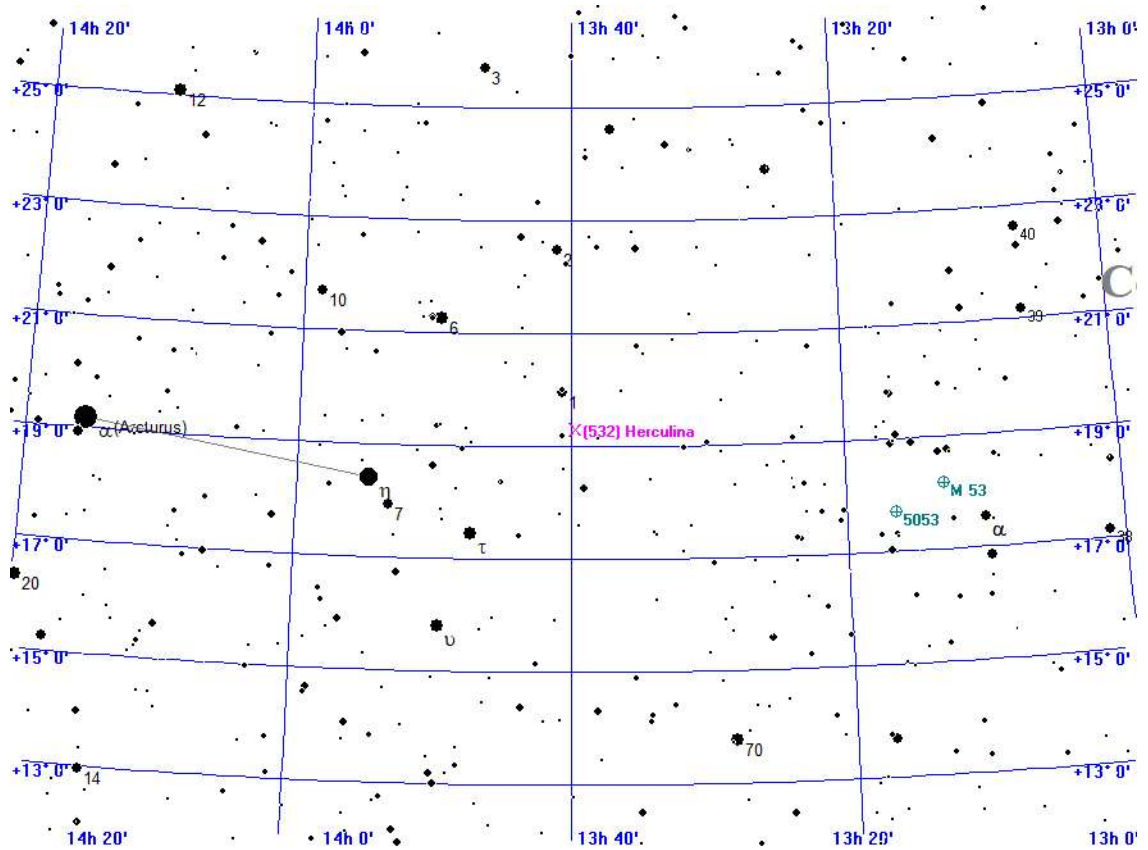 14h 20'
14h 0'
13h 40'
13h 20'
13h 0'
3
+25° 0'
+25° 0'
12
+23° 0'
+23° 0'
40
2
C
10
39
+21° 0'
6
+21° 0'
1
α (Arcturus)
(532) Herculina
+19° 0'
+19° 0'
η
M 53
7
5053
α
38
+17° 0'
τ
+17° 0'
20
υ
+15° 0'
+15° 0'
70
+13° 0'
14
+13° 0'
14h 20'
14h 0'
13h 40'
13h 20'
13h 0'